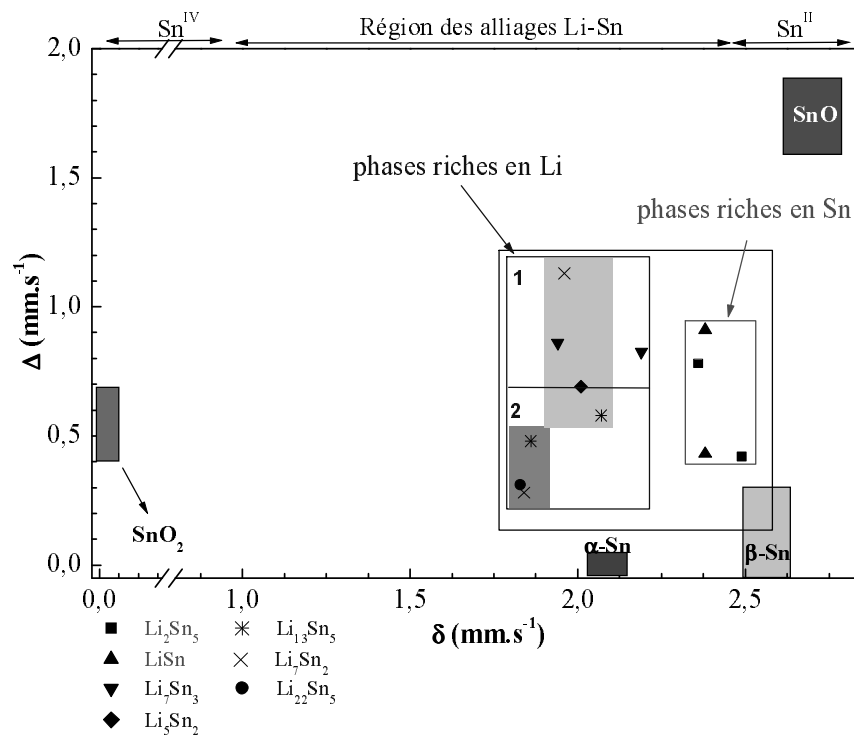 Sn^IV Région des alliages Li-Sn Sn^II
2,0
SnO
phases riches en Li
1,5
phases riches en Sn
1
Δ (mm.s^-1)
1,0
2
0,5
SnO₂
α-Sn
β-Sn
0,0
0,0 1,0 1,5 2,0 2,5
δ (mm.s^-1)
Li₂Sn₅ Li₁₃Sn₅
LiSn Li₇Sn₂
Li₇Sn₃ Li₂₂Sn₅
Li₅Sn₂